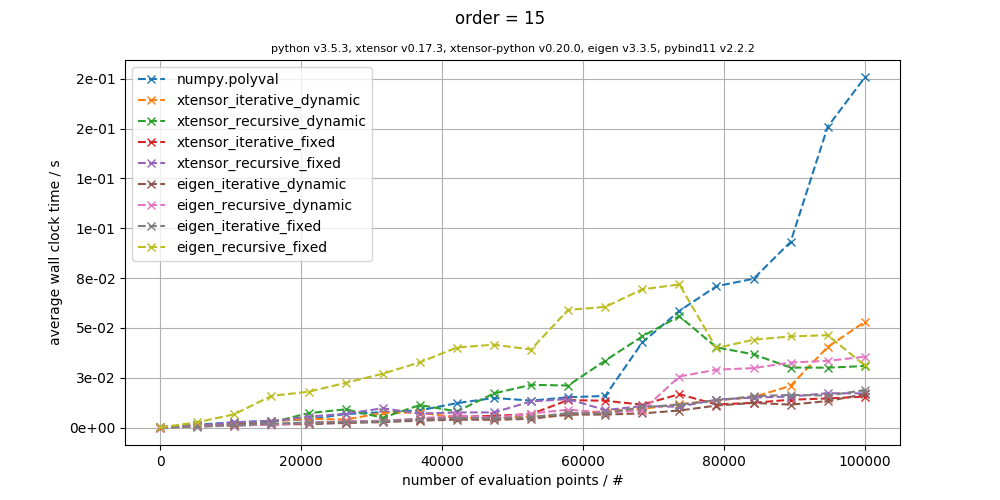 order = 15
python v3.5.3, xtensor v0.17.3, xtensor-python v0.20.0, eigen v3.3.5, pybind11 v2.2.2
numpy.polyval
xtensor_iterative_dynamic
xtensor_recursive_dynamic
xtensor_iterative_fixed
xtensor_recursive_fixed
eigen_iterative_dynamic
eigen_recursive_dynamic
eigen_iterative_fixed
eigen_recursive_fixed
average wall clock time / s
2e-01
2e-01
1e-01
1e-01
8e-02
5e-02
3e-02
0e+00
0
20000
40000
60000
80000
100000
number of evaluation points / #